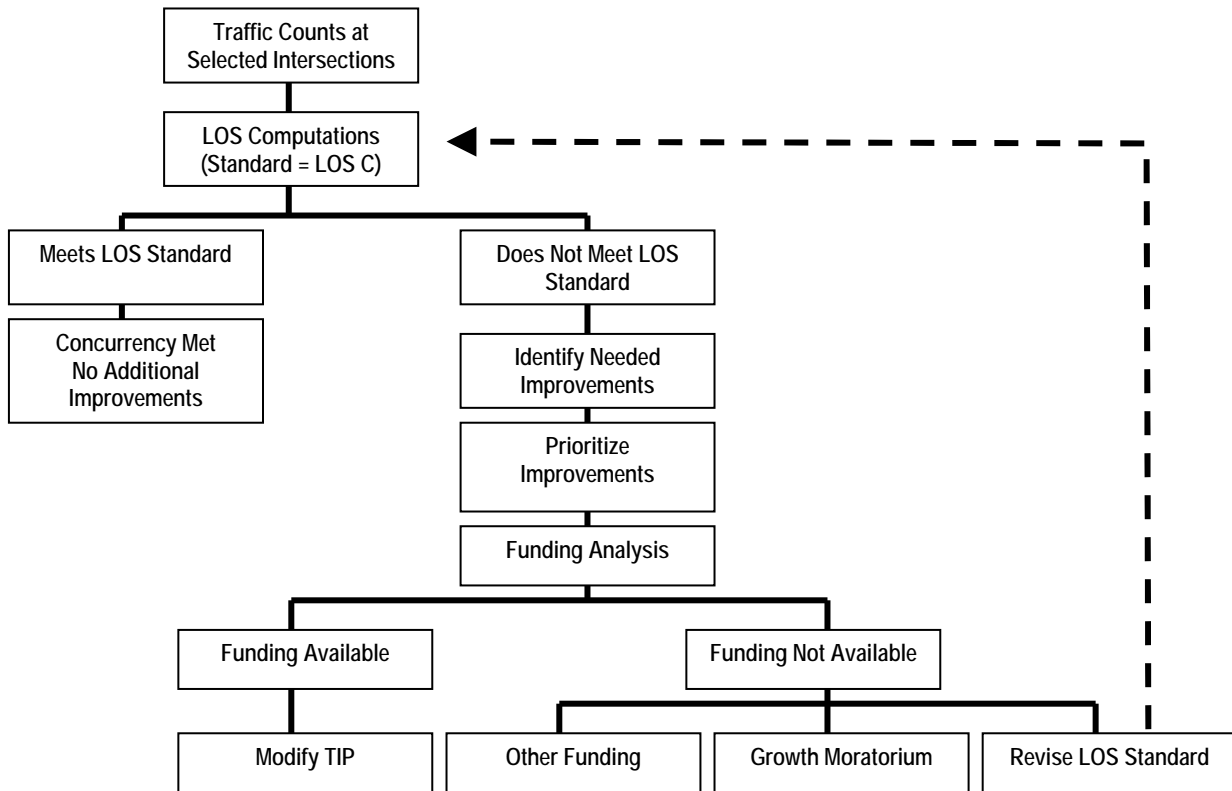 Traffic Counts at
Selected Intersections
LOS Computations
(Standard = LOS C)
Meets LOS Standard
Does Not Meet LOS
Standard
Concurrency Met
No Additional
Improvements
Identify Needed
Improvements
Prioritize
Improvements
Funding Analysis
Funding Available
Funding Not Available
Modify TIP
Other Funding
Growth Moratorium
Revise LOS Standard